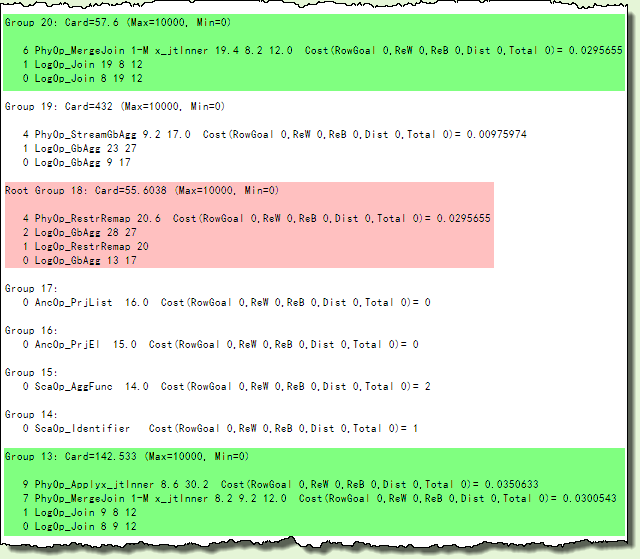 Group 20: Card=57.6 (Max=10000, Min=0)
6 PhyOp_MergeJoin 1-M x_jtInner 19.4 8.2 12.0 Cost(RowGoal 0,ReW 0,ReB 0,Dist 0,Total 0)= 0.0295655
1 LogOp_Join 19 8 12
0 LogOp_Join 8 19 12
Group 19: Card=432 (Max=10000, Min=0)
4 PhyOp_StreamGbAgg 9.2 17.0 Cost(RowGoal 0,ReW 0,ReB 0,Dist 0,Total 0)= 0.00975974
1 LogOp_GbAgg 23 27
0 LogOp_GbAgg 9 17
Root Group 18: Card=55.6038 (Max=10000, Min=0)
4 PhyOp_RestrRemap 20.6 Cost(RowGoal 0,ReW 0,ReB 0,Dist 0,Total 0)= 0.0295655
2 LogOp_GbAgg 28 27
1 LogOp_RestrRemap 20
0 LogOp_GbAgg 13 17
Group 17:
0 AncOp_PrjList 16.0 Cost(RowGoal 0,ReW 0,ReB 0,Dist 0,Total 0)= 0
Group 16:
0 AncOp_PrjEl 15.0 Cost(RowGoal 0,ReW 0,ReB 0,Dist 0,Total 0)= 0
Group 15:
0 ScaOp_AggFunc 14.0 Cost(RowGoal 0,ReW 0,ReB 0,Dist 0,Total 0)= 2
Group 14:
0 ScaOp_Identifier Cost(RowGoal 0,ReW 0,ReB 0,Dist 0,Total 0)= 1
Group 13: Card=142.533 (Max=10000, Min=0)
9 PhyOp_Applyx_jtInner 8.6 30.2 Cost(RowGoal 0,ReW 0,ReB 0,Dist 0,Total 0)= 0.0350633
7 PhyOp_MergeJoin 1-M x_jtInner 8.2 9.2 12.0 Cost(RowGoal 0,ReW 0,ReB 0,Dist 0,Total 0)= 0.0300543
1 LogOp_Join 9 8 12
0 LogOp_Join 8 9 12